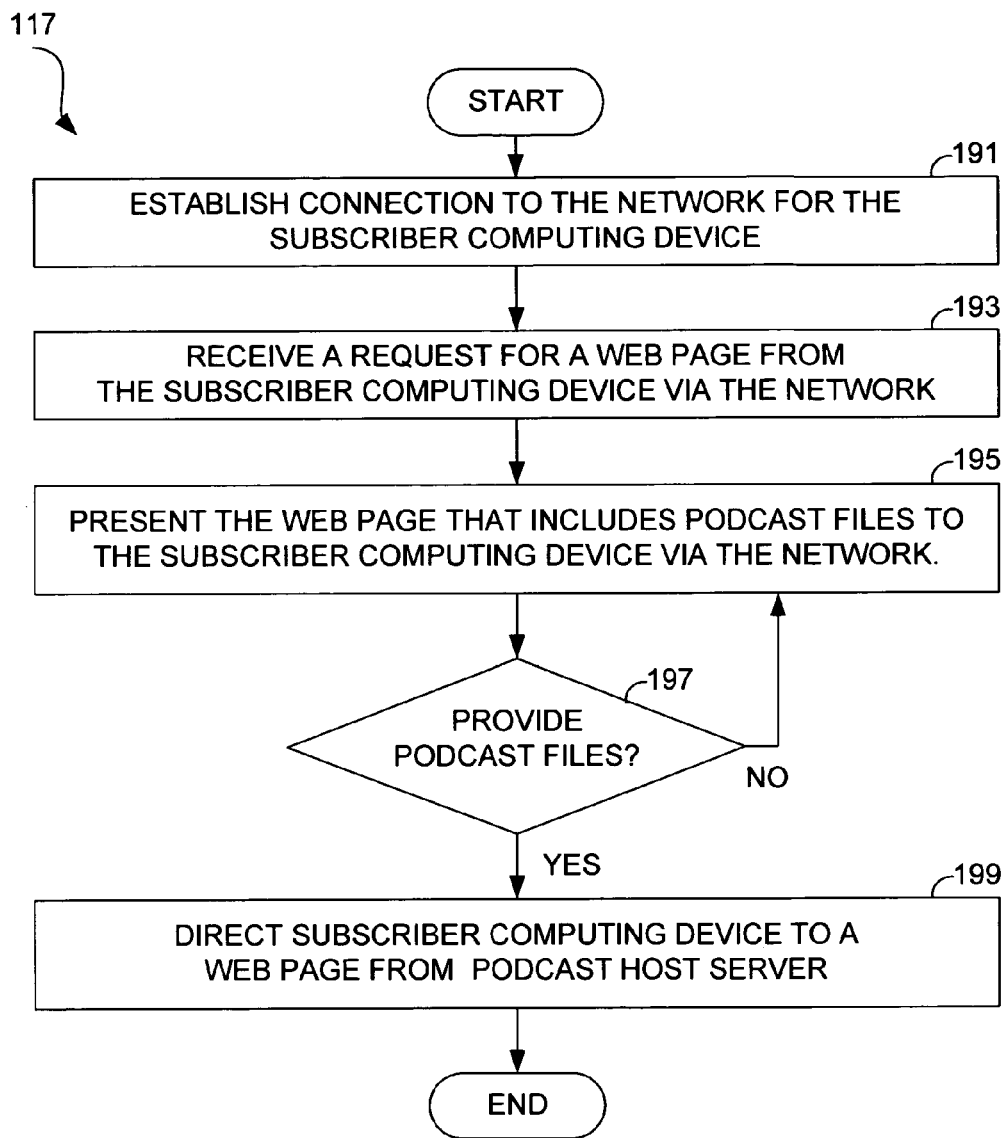 117
START
191
ESTABLISH CONNECTION TO THE NETWORK FOR THE
SUBSCRIBER COMPUTING DEVICE
193
RECEIVE A REQUEST FOR A WEB PAGE FROM
THE SUBSCRIBER COMPUTING DEVICE VIA THE NETWORK
195
PRESENT THE WEB PAGE THAT INCLUDES PODCAST FILES TO
THE SUBSCRIBER COMPUTING DEVICE VIA THE NETWORK.
197
PROVIDE
PODCAST FILES?
NO
YES
199
DIRECT SUBSCRIBER COMPUTING DEVICE TO A
WEB PAGE FROM PODCAST HOST SERVER
END